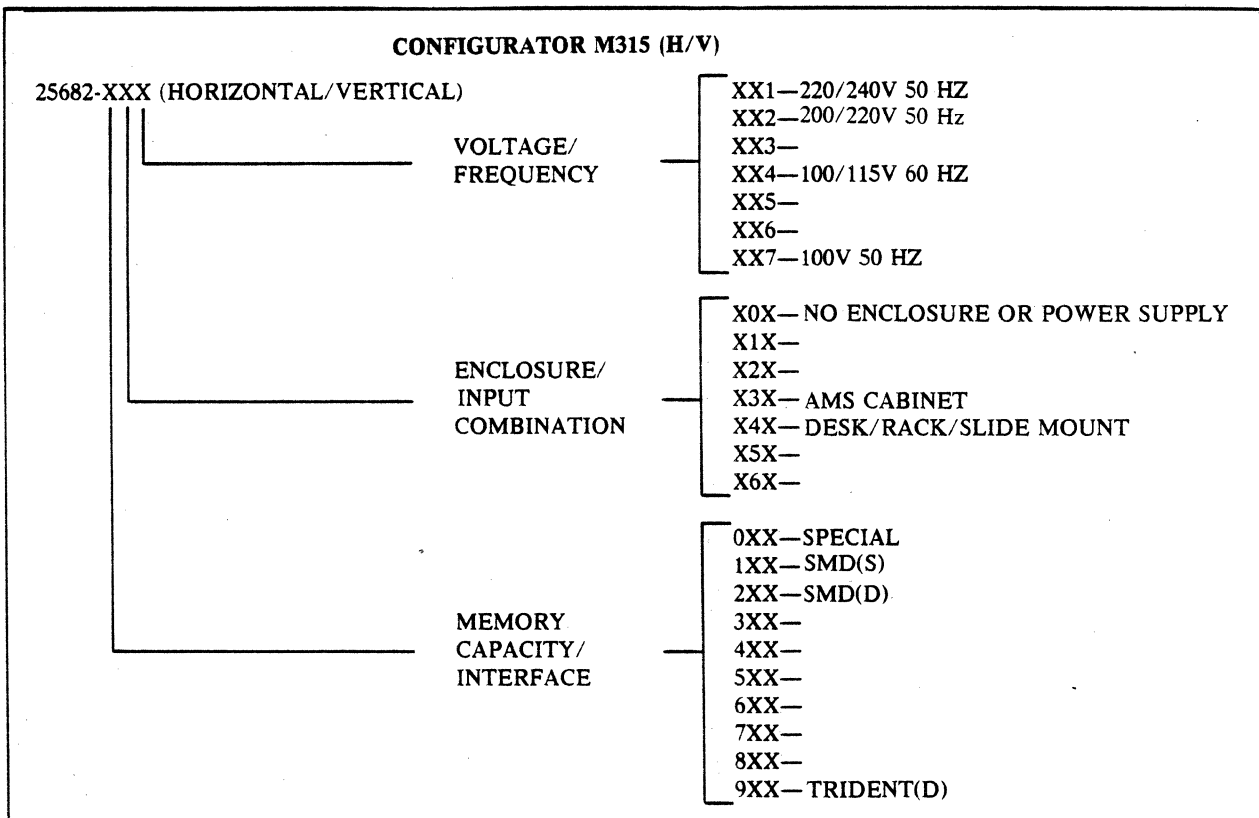 CONFIGURATOR M315 (H/V)
25682-XXX (HORIZONTAL/VERTICAL)
VOLTAGE/
FREQUENCY
XX1—220/240V 50 HZ
XX2—200/220V 50 Hz
XX3—
XX4—100/115V 60 HZ
XX5—
XX6—
XX7—100V 50 HZ
ENCLOSURE/
INPUT
COMBINATION
X0X—NO ENCLOSURE OR POWER SUPPLY
X1X—
X2X—
X3X—AMS CABINET
X4X—DESK/RACK/SLIDE MOUNT
X5X—
X6X—
MEMORY
CAPACITY/
INTERFACE
0XX—SPECIAL
1XX—SMD(S)
2XX—SMD(D)
3XX—
4XX—
5XX—
6XX—
7XX—
8XX—
9XX—TRIDENT(D)